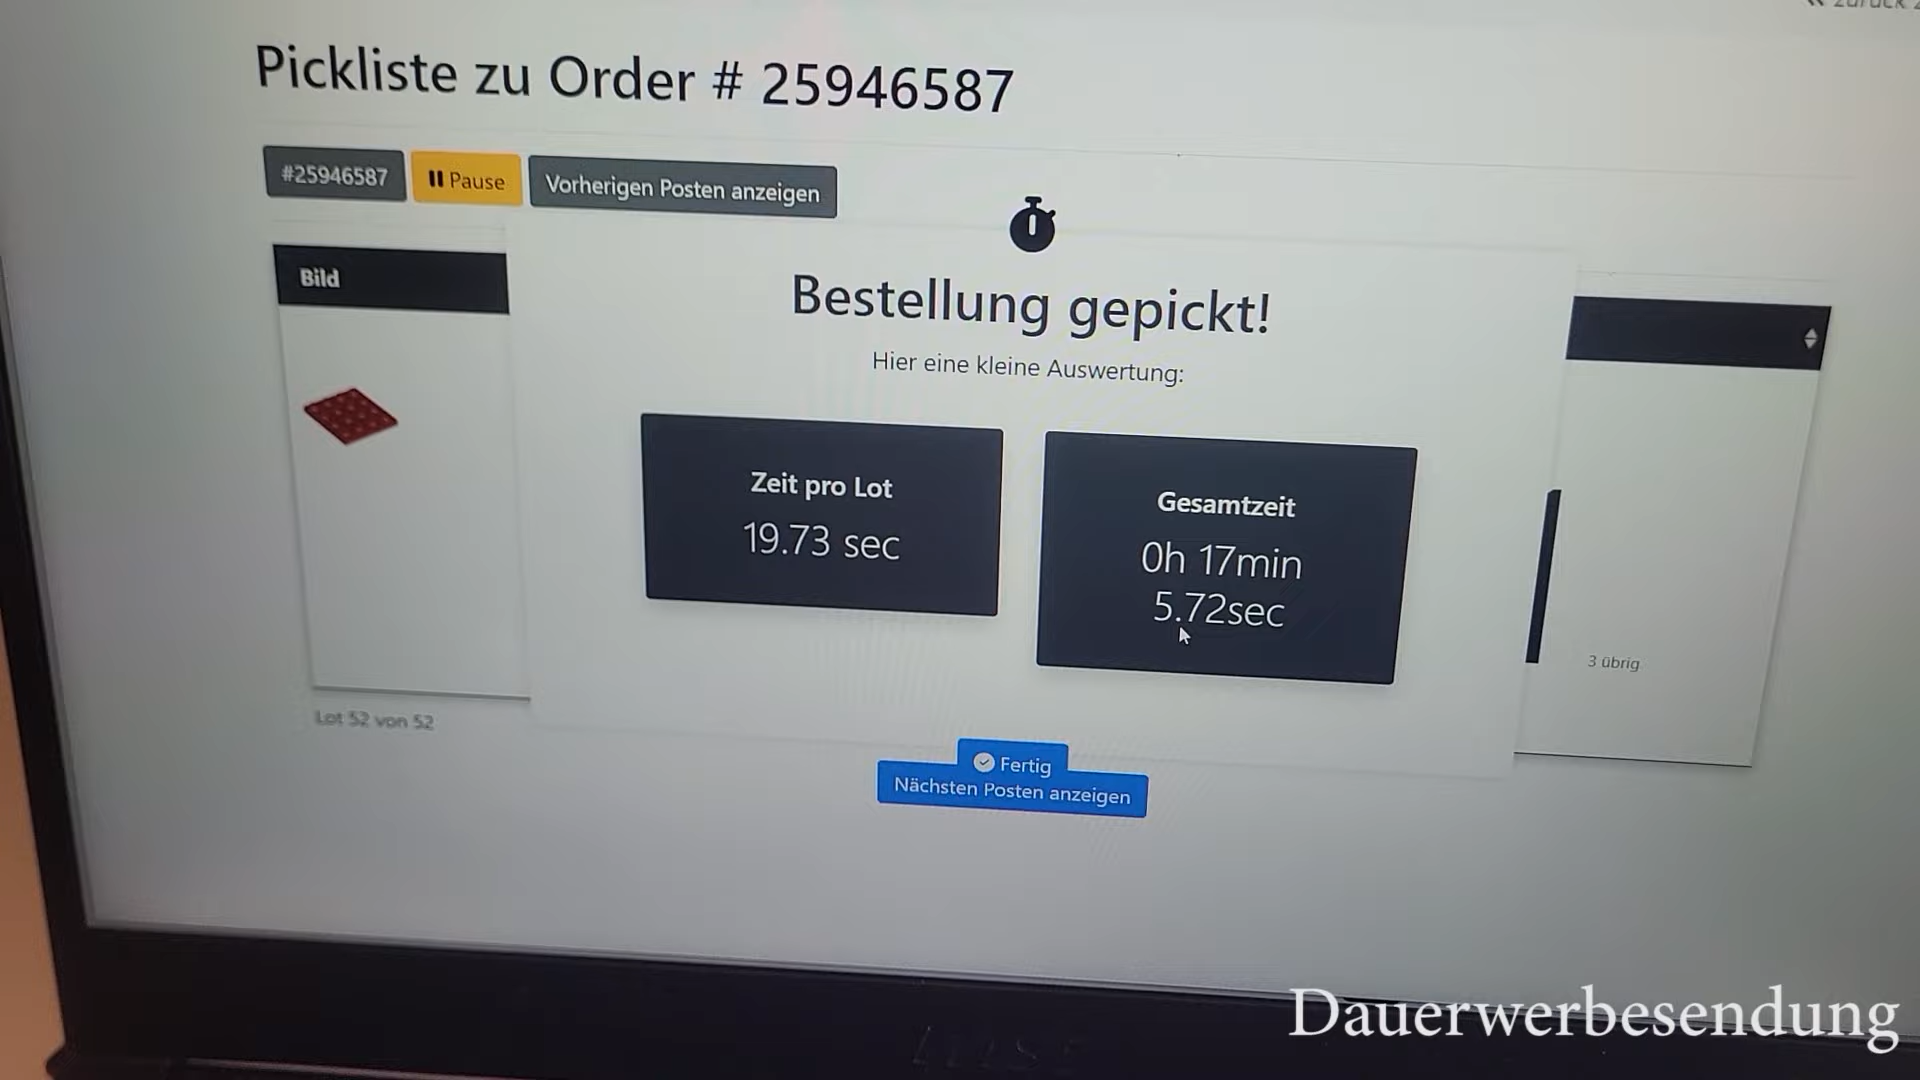 Pickliste zu Order # 25946587
#25946587
Pause
Vorherigen Posten anzeigen
Bild
Bestellung gepickt!
Hier eine kleine Auswertung:
Zeit pro Lot
19.73 sec
Gesamtzeit
0h 17min
5.72sec
3 übrig
Lot 52 von 52
Fertig
Nächsten Posten anzeigen
Dauerwerbesendung